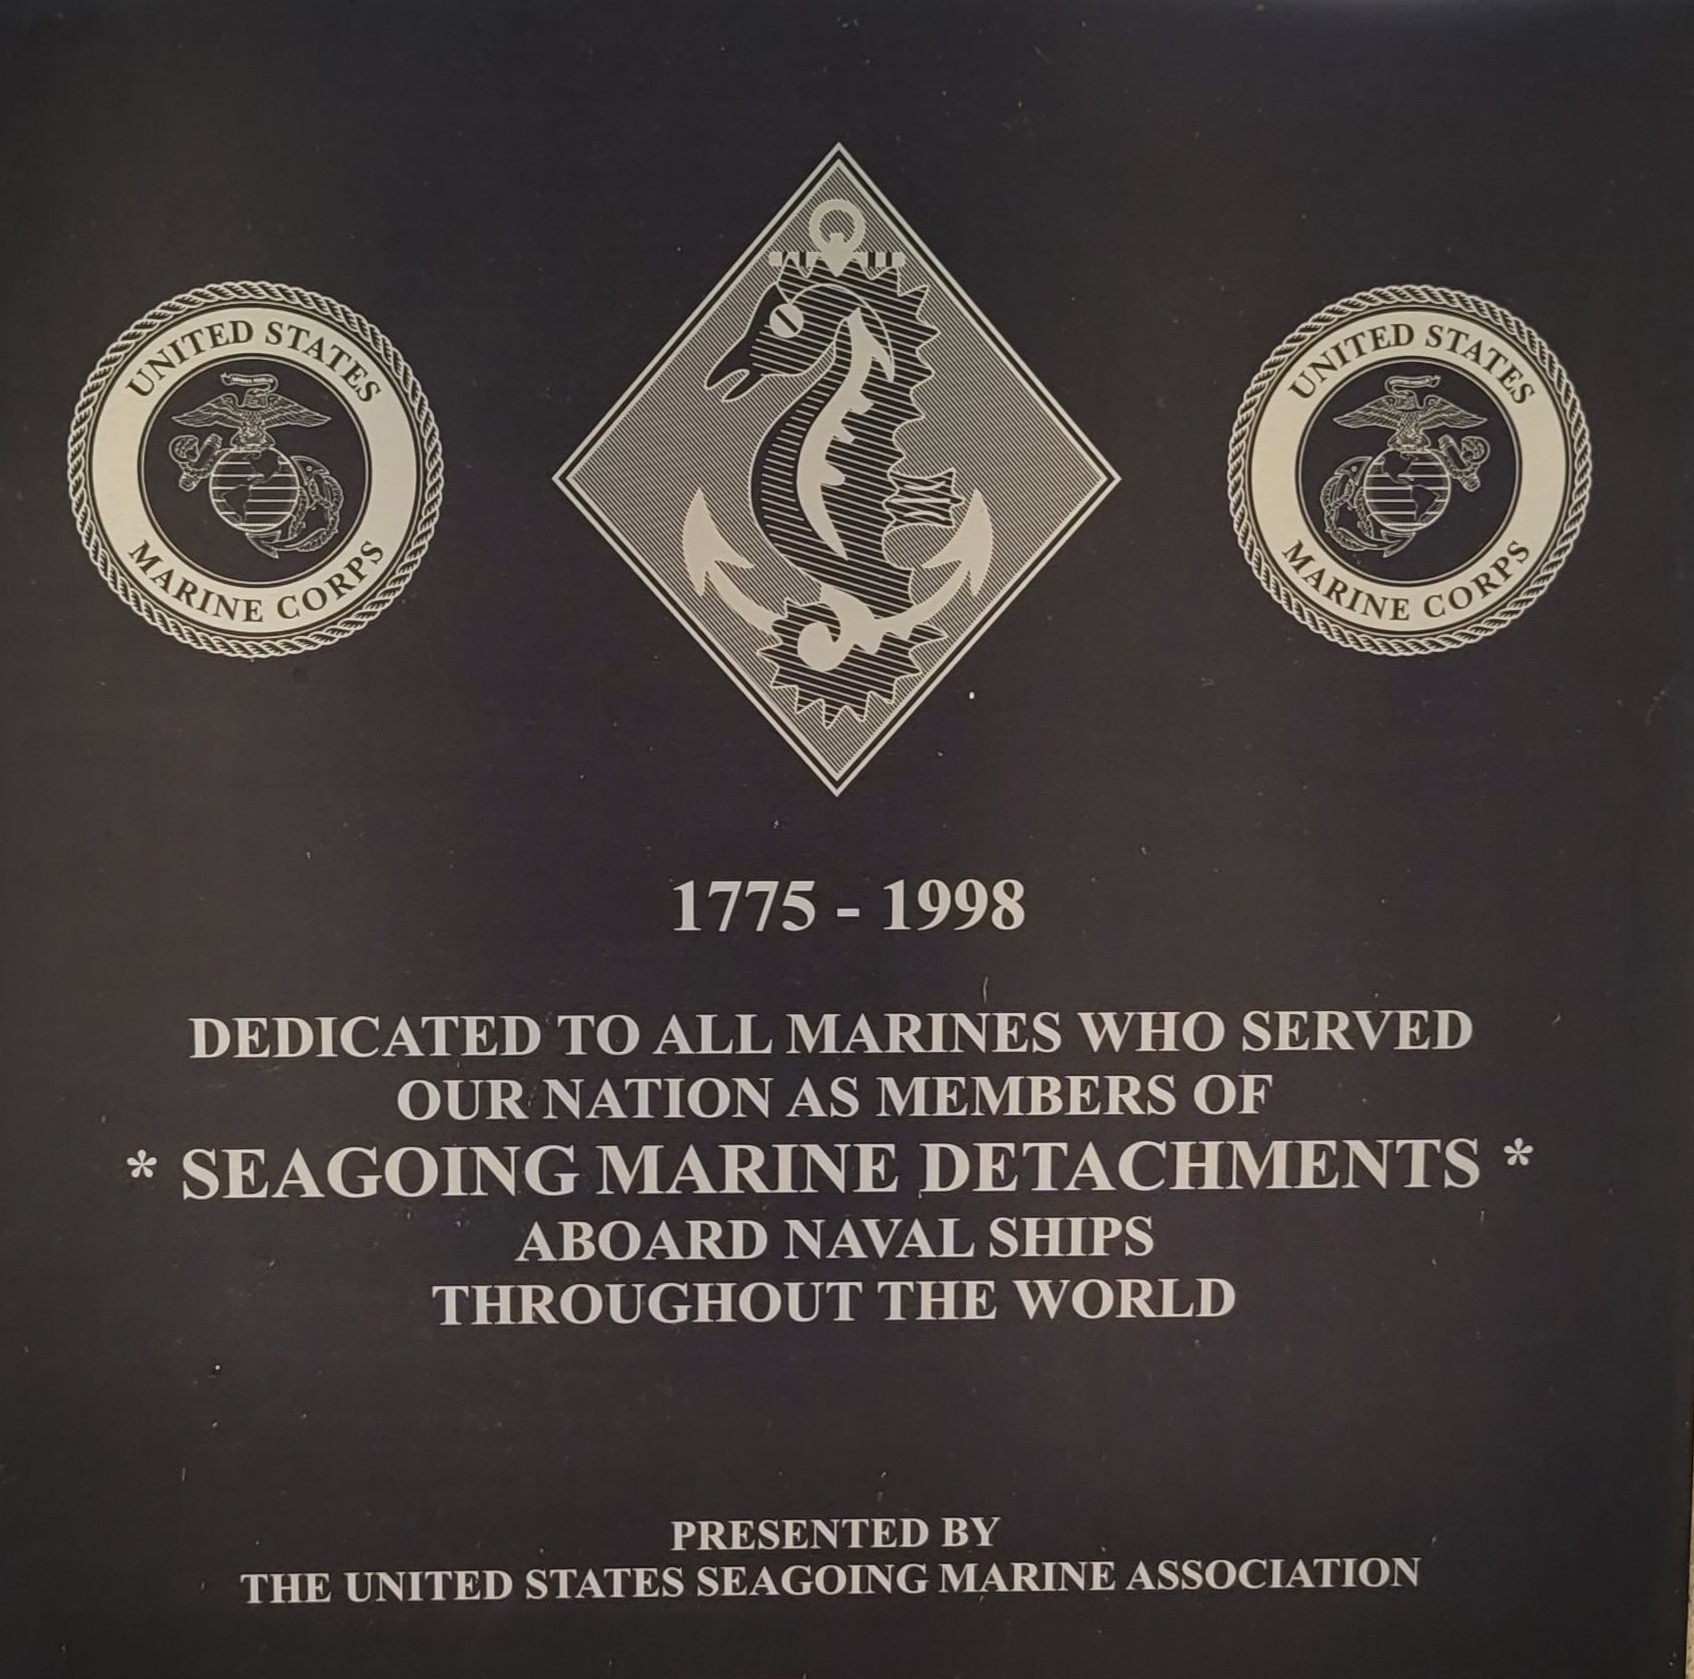 UNITED STATES
MARINE CORPS
UNITED STATES
MARINE CORPS
1775 - 1998
DEDICATED TO ALL MARINES WHO SERVED
OUR NATION AS MEMBERS OF
* SEAGOING MARINE DETACHMENTS *
ABOARD NAVAL SHIPS
THROUGHOUT THE WORLD
PRESENTED BY
THE UNITED STATES SEAGOING MARINE ASSOCIATION